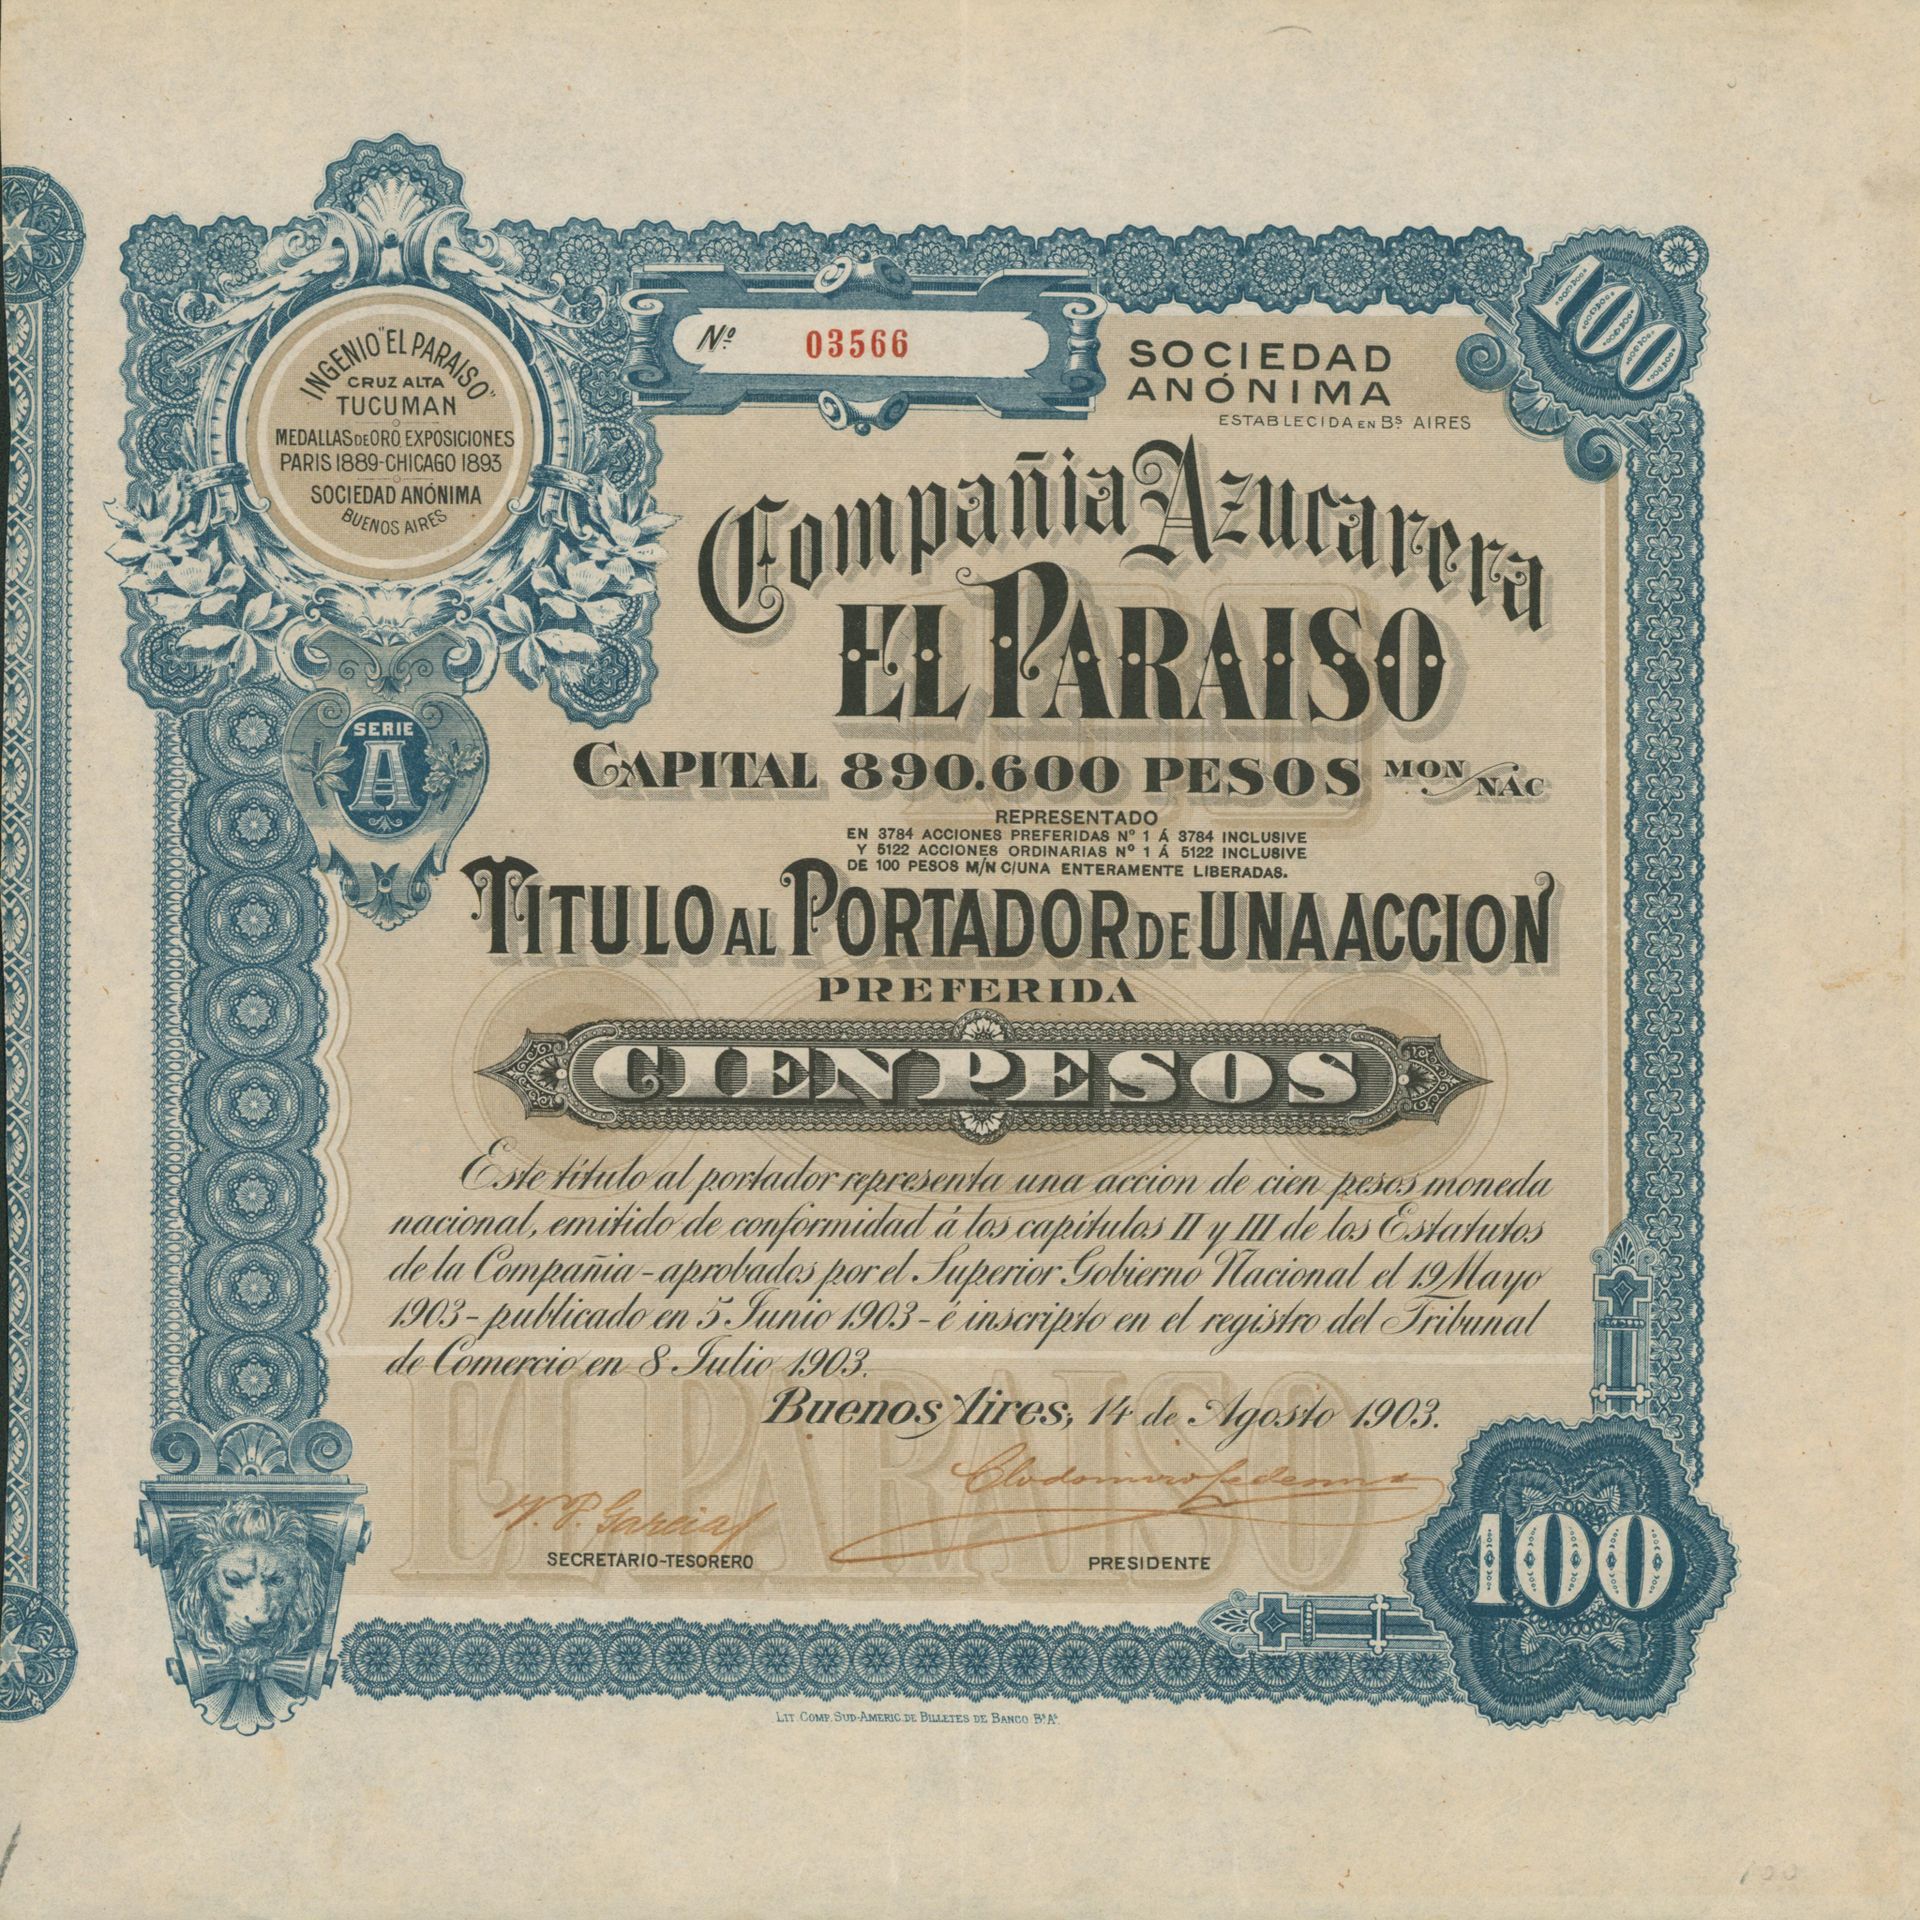 INGENIO "EL PARAISO"
CRUZ ALTA
TUCUMAN
MEDALLAS DE ORO EXPOSICIONES
PARIS 1889-CHICAGO 1893
SOCIEDAD ANÓNIMA
BUENOS AIRES
Nº 03566
SOCIEDAD
ANÓNIMA
ESTABLECIDA EN Bs AIRES
100
Compañia Azucarera
EL PARAISO
SERIE
A
CAPITAL 890.600 PESOS MON NAC
REPRESENTADO
EN 3784 ACCIONES PREFERIDAS Nº 1 Á 3784 INCLUSIVE
Y 5122 ACCIONES ORDINARIAS Nº 1 Á 5122 INCLUSIVE
DE 100 PESOS M/N C/UNA ENTERAMENTE LIBERADAS.
TITULO AL PORTADOR DE UNA ACCION
PREFERIDA
CIEN PESOS
Este título al portador representa una accion de cien pesos moneda
nacional, emitido de conformidad á los capítulos II y III de los Estatutos
de la Compañia - aprobados por el Superior Gobierno Nacional el 19 Mayo
1903 - publicado en 5 Junio 1903 - é inscripto en el registro del Tribunal
de Comercio en 8 Julio 1903.
Buenos Aires, 14 de Agosto 1903.
EL PARAISO
Garcia
SECRETARIO-TESORERO
PRESIDENTE
100
LIT. COMP. SUD-AMERIC. DE BILLETES DE BANCO Bs As
100